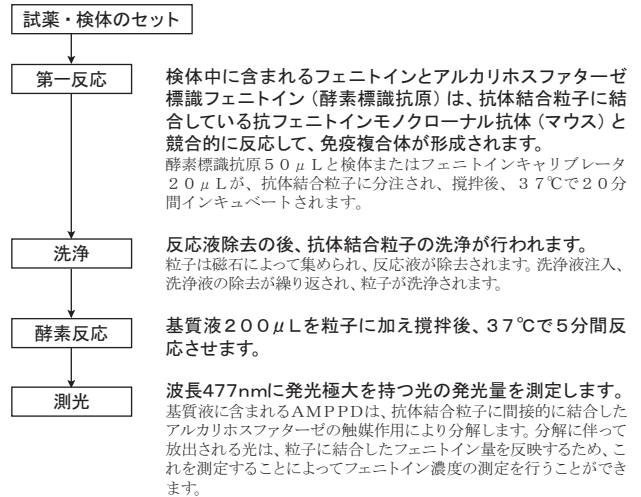 試薬・検体のセット
第一反応
検体中に含まれるフェニトインとアルカリホスファターゼ
標識フェニトイン（酵素標識抗原）は、抗体結合粒子に結
合している抗フェニトインモノクローナル抗体（マウス）と
競合的に反応して、免疫複合体が形成されます。
酵素標識抗原５０μＬと検体またはフェニトインキャリブレータ
２０μＬが、抗体結合粒子に分注され、撹拌後、３７℃で２０分
間インキュベートされます。
洗浄
反応液除去の後、抗体結合粒子の洗浄が行われます。
粒子は磁石によって集められ、反応液が除去されます。洗浄液注入、
洗浄液の除去が繰り返され、粒子が洗浄されます。
酵素反応
基質液２００μＬを粒子に加え撹拌後、３７℃で５分間反
応させます。
測光
波長477nmに発光極大を持つ光の発光量を測定します。
基質液に含まれるＡＭＰＰＤは、抗体結合粒子に間接的に結合した
アルカリホスファターゼの触媒作用により分解します。分解に伴って
放出される光は、粒子に結合したフェニトイン量を反映するため、こ
れを測定することによってフェニトイン濃度の測定を行うことができ
ます。